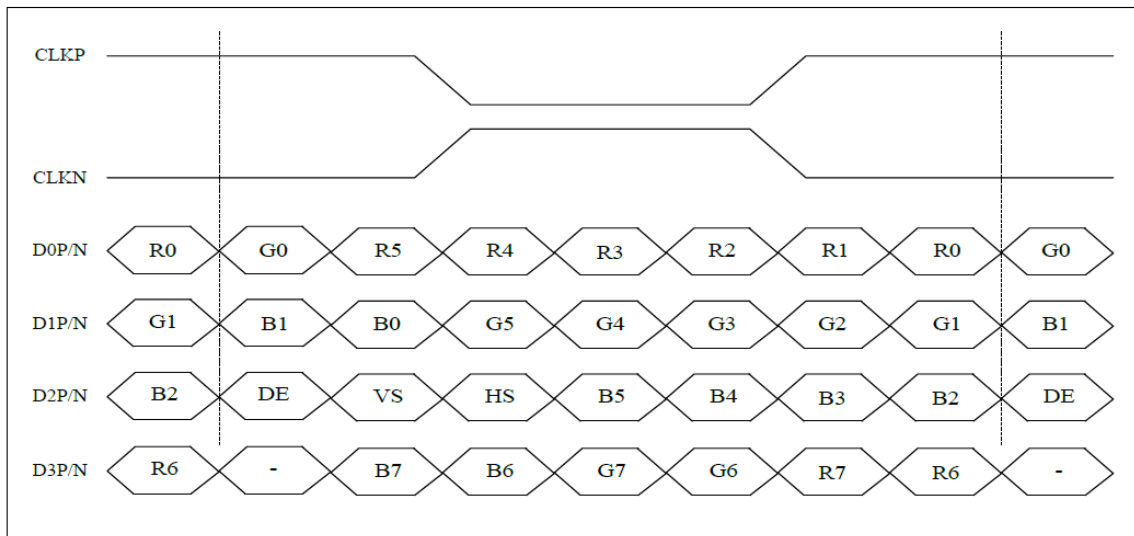 CLKP
CLKN
D0P/N R0 G0 R5 R4 R3 R2 R1 R0 G0
D1P/N G1 B1 B0 G5 G4 G3 G2 G1 B1
D2P/N B2 DE VS HS B5 B4 B3 B2 DE
D3P/N R6 - B7 B6 G7 G6 R7 R6 -